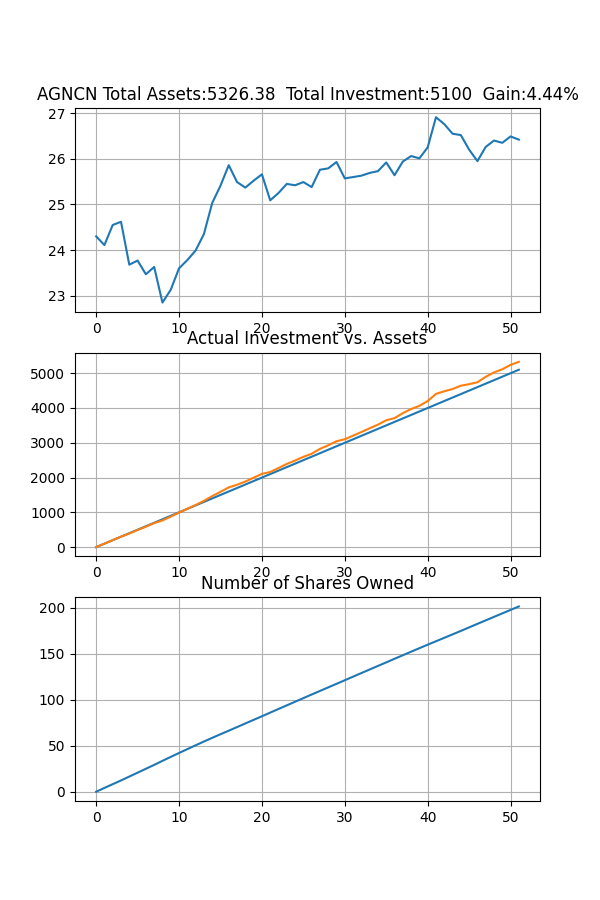 AGNCN Total Assets:5326.38  Total Investment:5100  Gain:4.44%
27
26
25
24
23
0 10 20 30 40 50
Actual Investment vs. Assets
5000
4000
3000
2000
1000
0
0 10 20 30 40 50
Number of Shares Owned
200
150
100
50
0
0 10 20 30 40 50